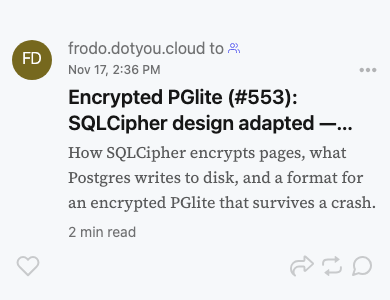 FD
frodo.dotyou.cloud to
Nov 17, 2:36 PM
Encrypted PGlite (#553):
SQLCipher design adapted —...
How SQLCipher encrypts pages, what
Postgres writes to disk, and a format for
an encrypted PGlite that survives a crash.
2 min read